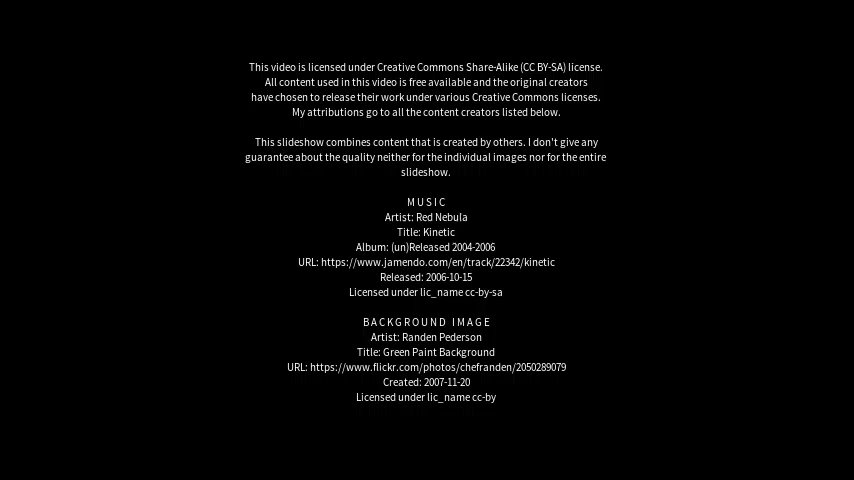 This video is licensed under Creative Commons Share-Alike (CC BY-SA) license.
All content used in this video is free available and the original creators
have chosen to release their work under various Creative Commons licenses.
My attributions go to all the content creators listed below.
This slideshow combines content that is created by others. I don't give any
guarantee about the quality neither for the individual images nor for the entire
slideshow.
MUSIC
Artist: Red Nebula
Title: Kinetic
Album: (un)Released 2004-2006
URL: https://www.jamendo.com/en/track/22342/kinetic
Released: 2006-10-15
Licensed under lic_name cc-by-sa
BACKGROUND IMAGE
Artist: Randen Pederson
Title: Green Paint Background
URL: https://www.flickr.com/photos/chefranden/2050289079
Created: 2007-11-20
Licensed under lic_name cc-by